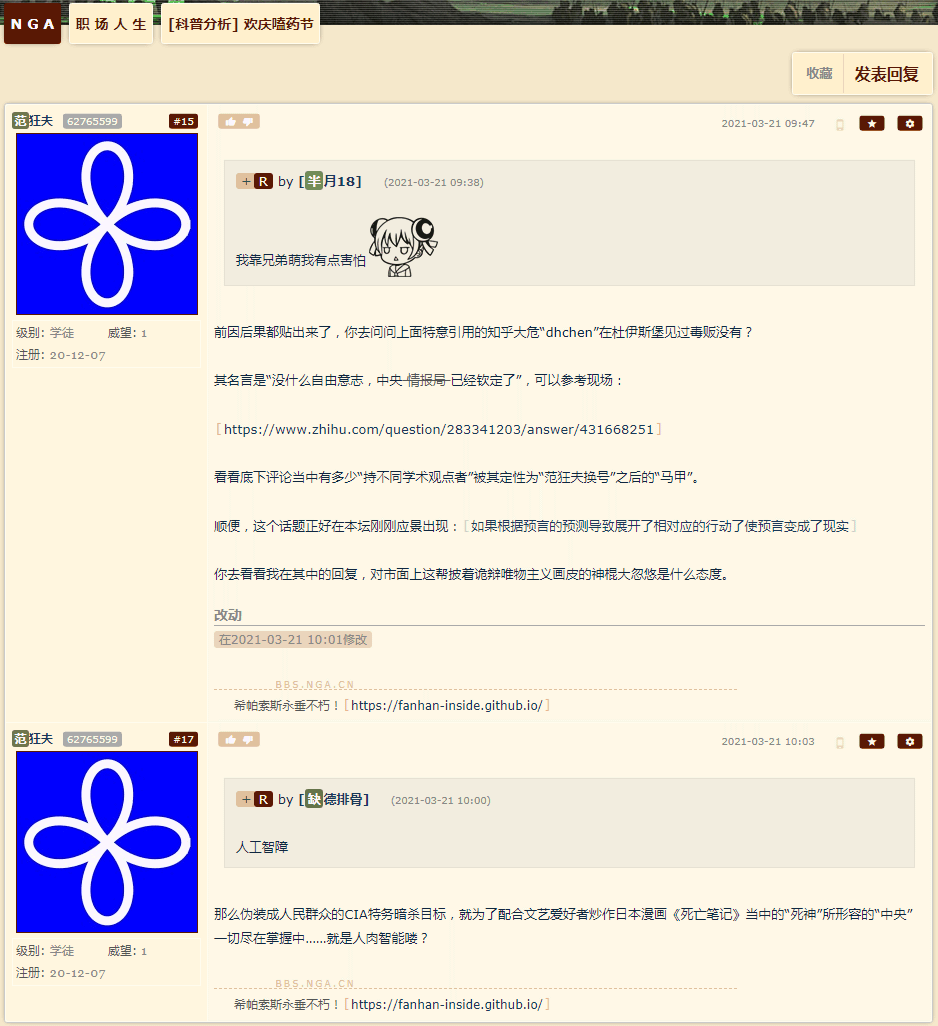 NGA 职场人生 [科普分析] 欢庆嗑药节
收藏 发表回复
范狂夫 62765599 #15
2021-03-21 09:47
+ R by [半月18] (2021-03-21 09:38)
我靠兄弟萌我有点害怕
级别: 学徒 威望: 1
注册: 20-12-07
前因后果都贴出来了，你去问问上面特意引用的知乎大危“dhchen”在杜伊斯堡见过毒贩没有？
其名言是“没什么自由意志，中央 情报局 已经钦定了”，可以参考现场：
[https://www.zhihu.com/question/283341203/answer/431668251]
看看底下评论当中有多少“持不同学术观点者”被其定性为“范狂夫换号”之后的“马甲”。
顺便，这个话题正好在本坛刚刚应景出现：[如果根据预言的预测导致展开了相对应的行动了使预言变成了现实]
你去看看我在其中的回复，对市面上这帮披着诡辩唯物主义画皮的神棍大忽悠是什么态度。
改动
在2021-03-21 10:01修改
BBS.NGA.CN
希帕索斯永垂不朽！[https://fanhan-inside.github.io/]
范狂夫 62765599 #17
2021-03-21 10:03
+ R by [缺德排骨] (2021-03-21 10:00)
人工智障
级别: 学徒 威望: 1
注册: 20-12-07
那么伪装成人民群众的CIA特务暗杀目标，就为了配合文艺爱好者炒作日本漫画《死亡笔记》当中的“死神”所形容的“中央”
一切尽在掌握中……就是人肉智能喽？
BBS.NGA.CN
希帕索斯永垂不朽！[https://fanhan-inside.github.io/]